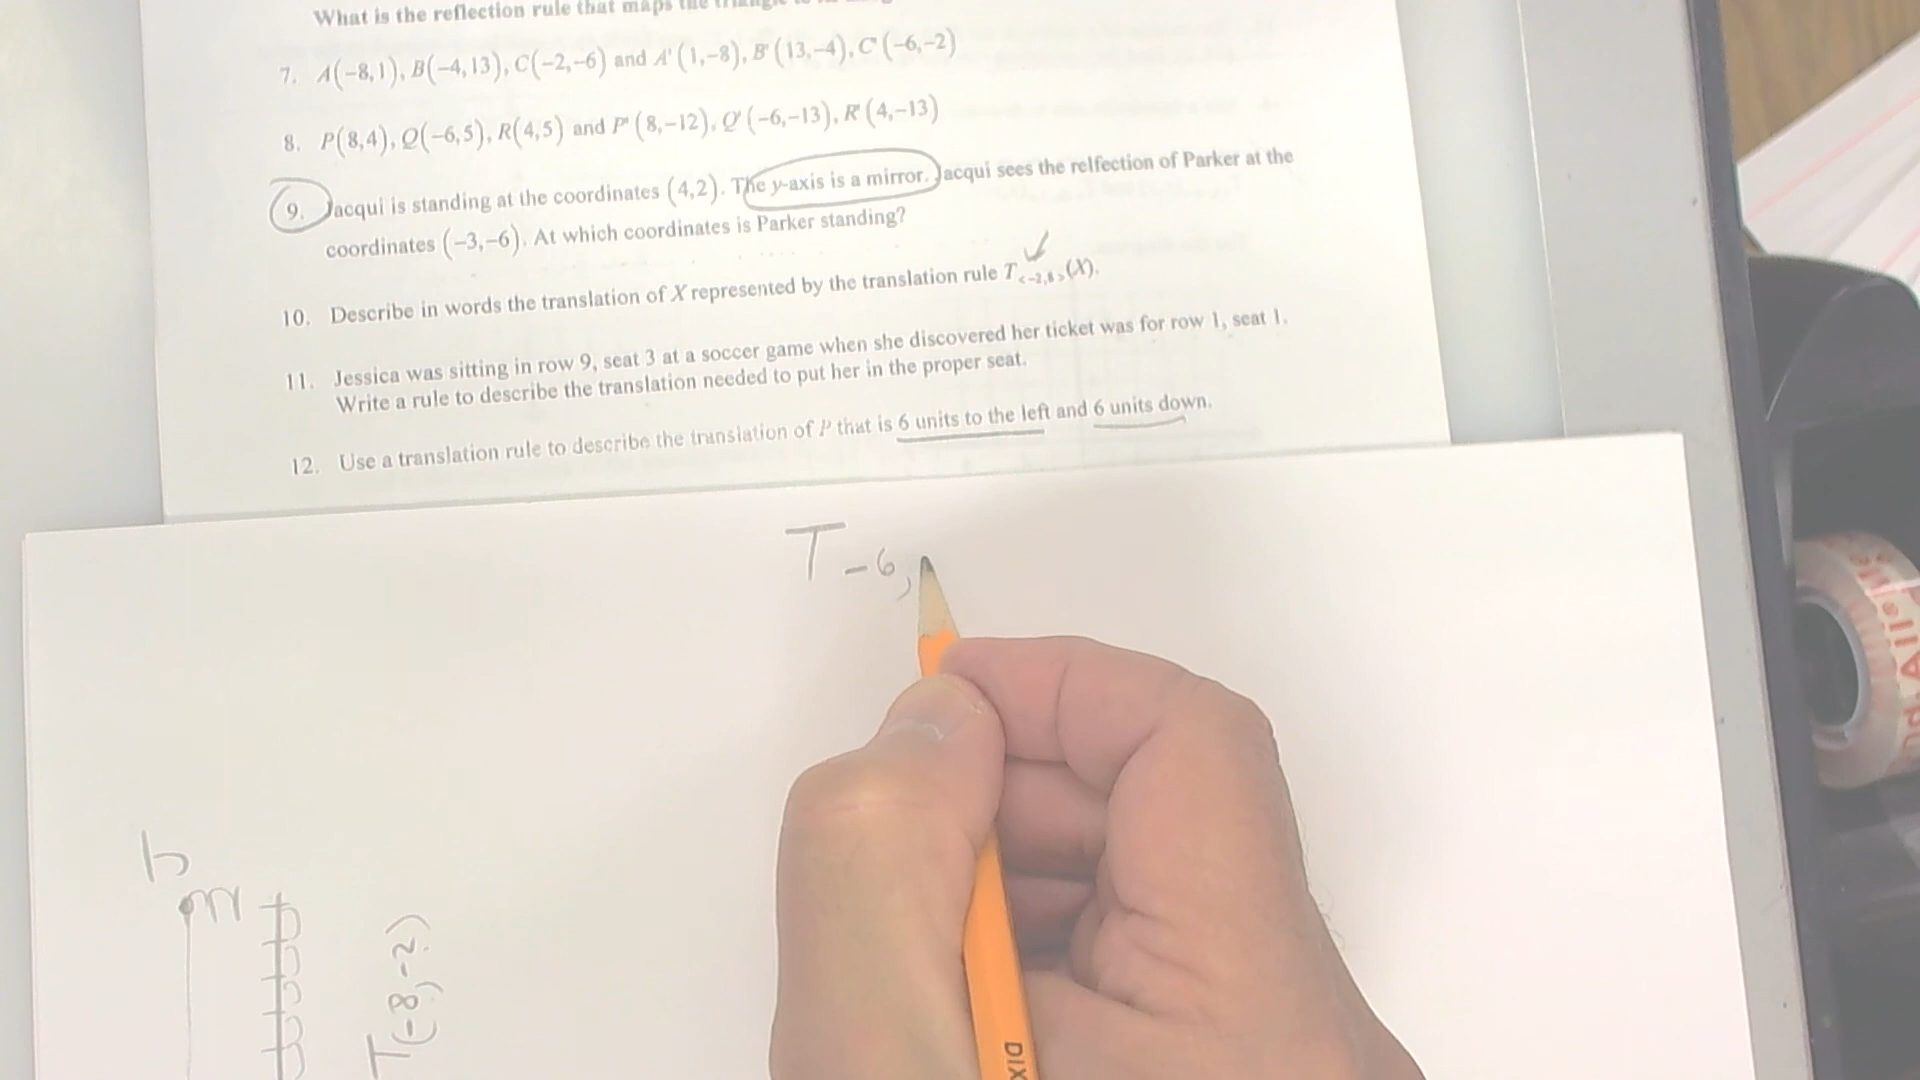 What is the reflection rule that maps the triangle
7. A(−8,1), B(−4,13), C(−2,−6) and A'(1,−8), B'(13,−4), C'(−6,−2)
8. P(8,4), Q(−6,5), R(4,5) and P'(8,−12), Q'(−6,−13), R'(4,−13)
9. Jacqui is standing at the coordinates (4,2). The y-axis is a mirror. Jacqui sees the relfection of Parker at the
coordinates (−3,−6). At which coordinates is Parker standing?
10. Describe in words the translation of X represented by the translation rule T<−2,8>(X).
11. Jessica was sitting in row 9, seat 3 at a soccer game when she discovered her ticket was for row 1, seat 1.
Write a rule to describe the translation needed to put her in the proper seat.
12. Use a translation rule to describe the translation of P that is 6 units to the left and 6 units down.
T −6,
T(−8,−2)
DIX